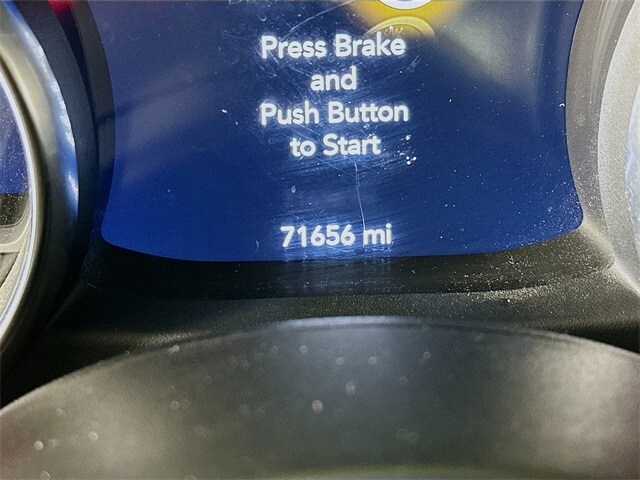 Press Brake
and
Push Button
to Start
71656 mi